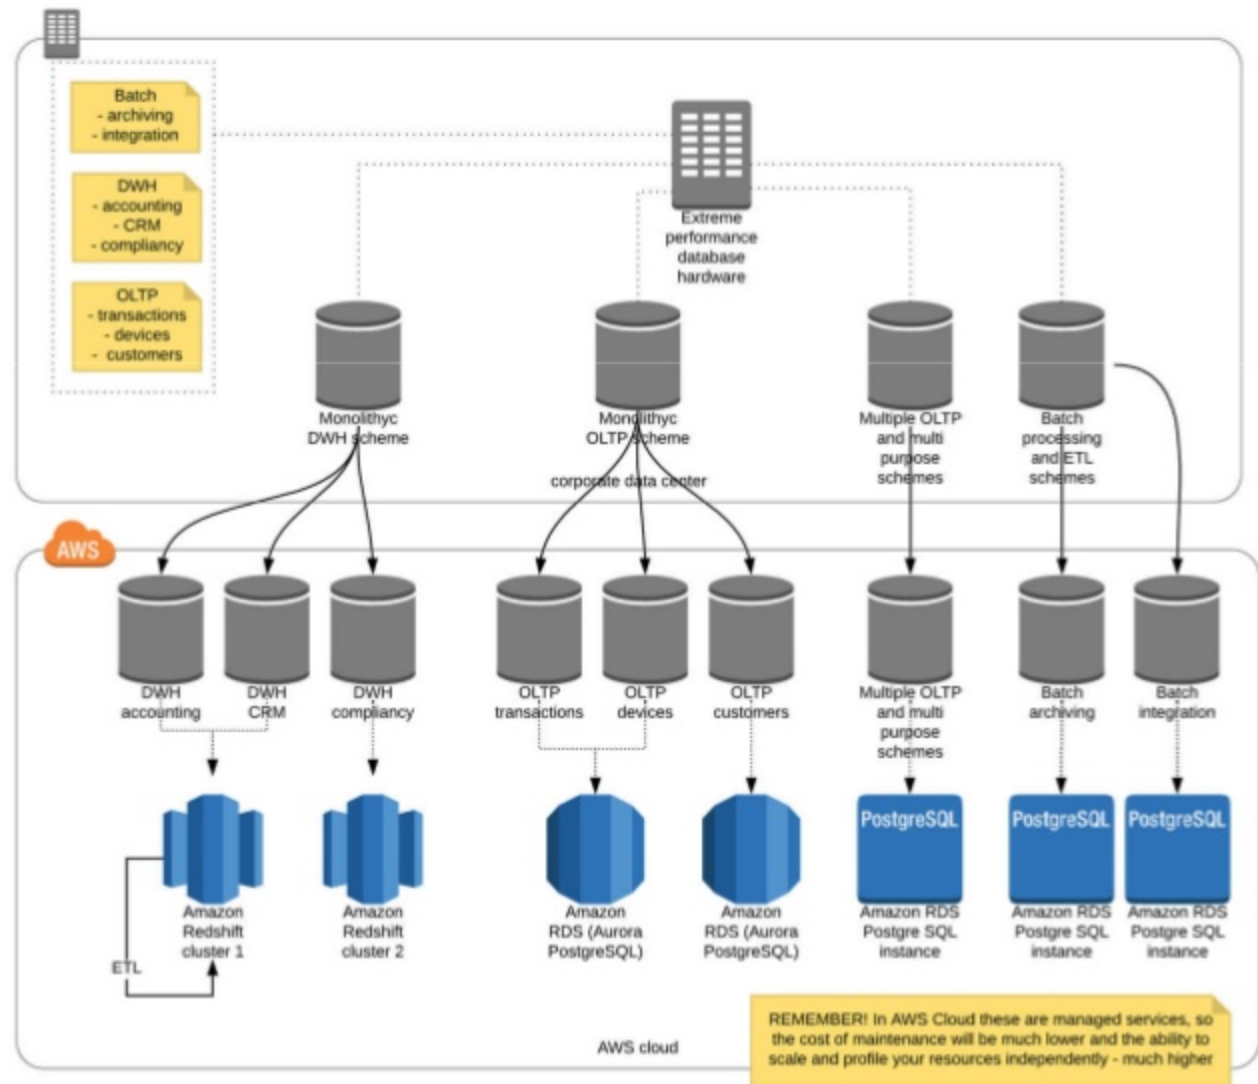 Batch
- archiving
- integration
DWH
- accounting
- CRM
- compliancy
OLTP
- transactions
- devices
- customers
Extreme
performance
database
hardware
Monolithyc
DWH scheme
Monolithyc
OLTP scheme
Multiple OLTP
and multi
purpose
schemes
Batch
processing
and ETL
schemes
corporate data center
AWS
DWH
accounting
DWH
CRM
DWH
compliancy
OLTP
transactions
OLTP
devices
OLTP
customers
Multiple OLTP
and multi
purpose
schemes
Batch
archiving
Batch
integration
PostgreSQL
PostgreSQL
PostgreSQL
Amazon
Redshift
cluster 1
Amazon
Redshift
cluster 2
Amazon
RDS (Aurora
PostgreSQL)
Amazon
RDS (Aurora
PostgreSQL)
Amazon RDS
Postgre SQL
instance
Amazon RDS
Postgre SQL
instance
Amazon RDS
Postgre SQL
instance
ETL
AWS cloud
REMEMBER! In AWS Cloud these are managed services, so
the cost of maintenance will be much lower and the ability to
scale and profile your resources independently - much higher